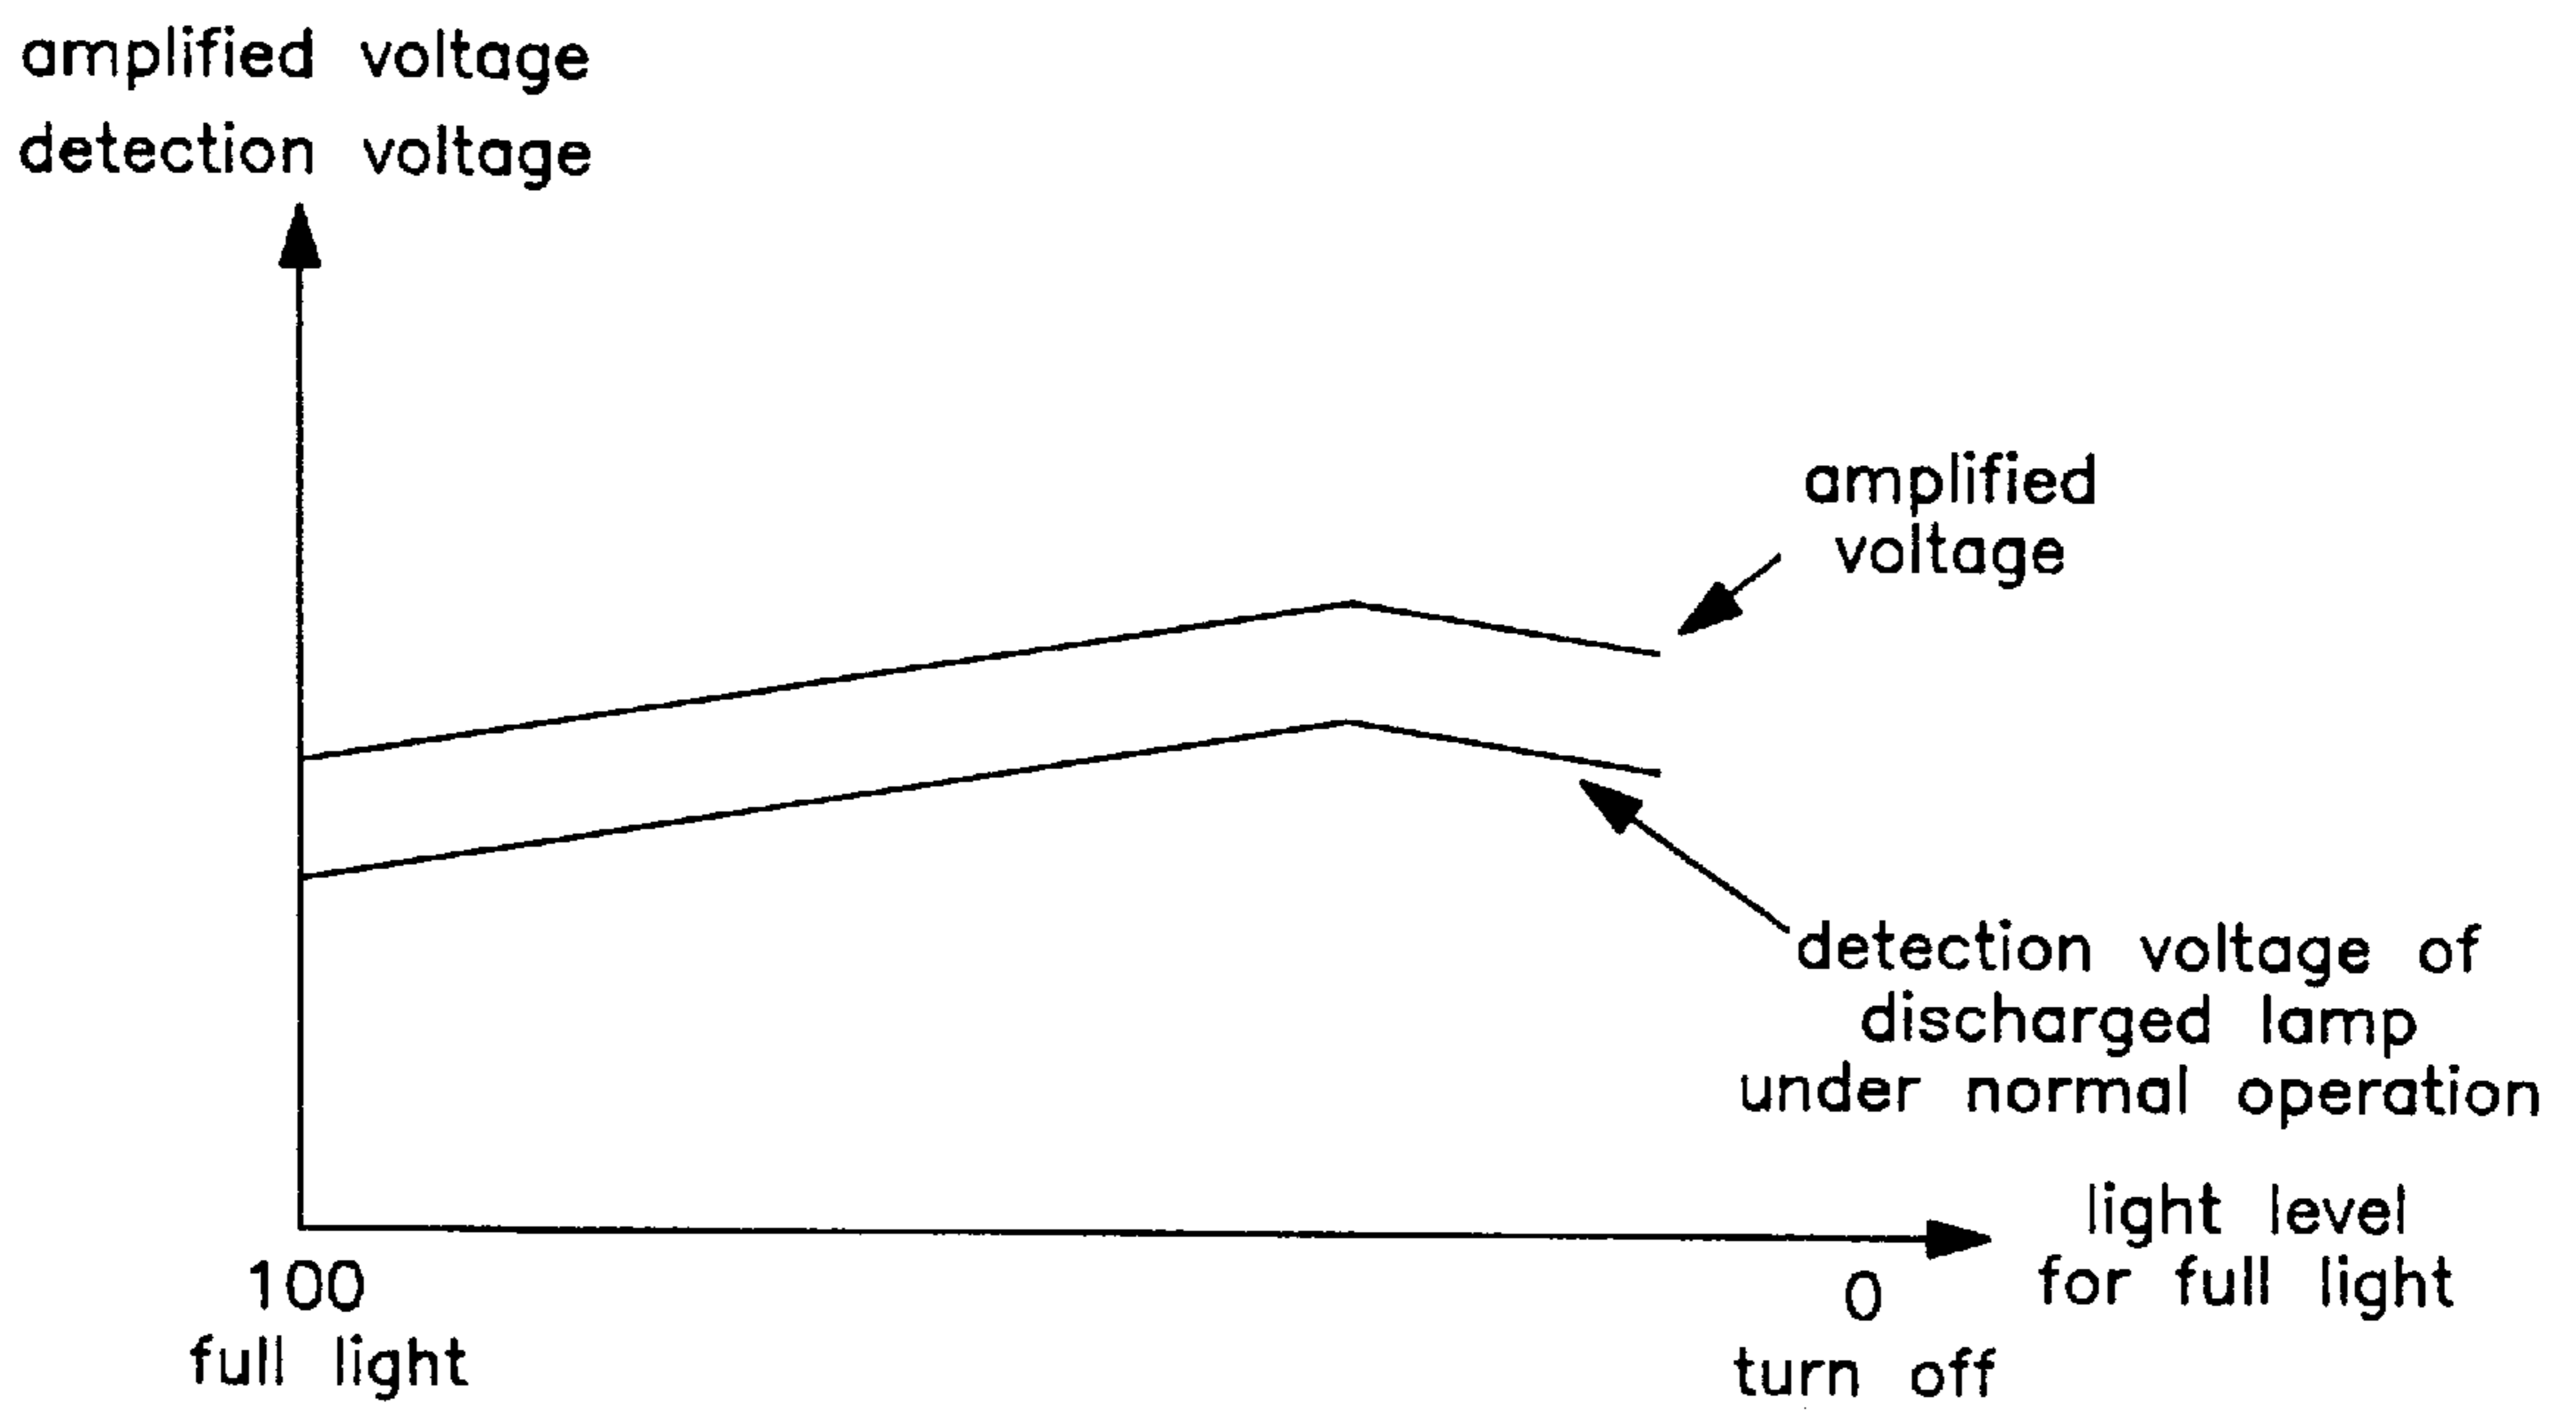 amplified voltage
detection voltage
amplified
voltage
detection voltage of
discharged lamp
under normal operation
light level
for full light
100
full light
0
turn off